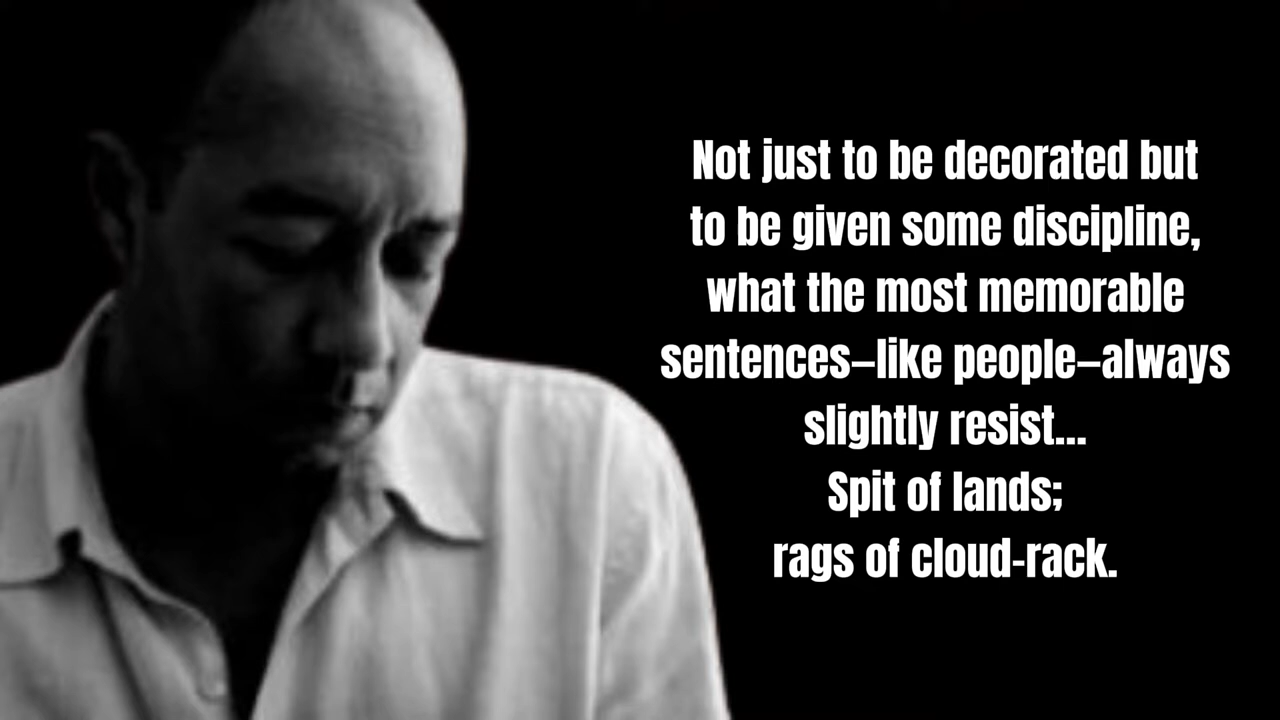 Not just to be decorated but
to be given some discipline,
what the most memorable
sentences—like people—always
slightly resist...
Spit of lands;
rags of cloud-rack.